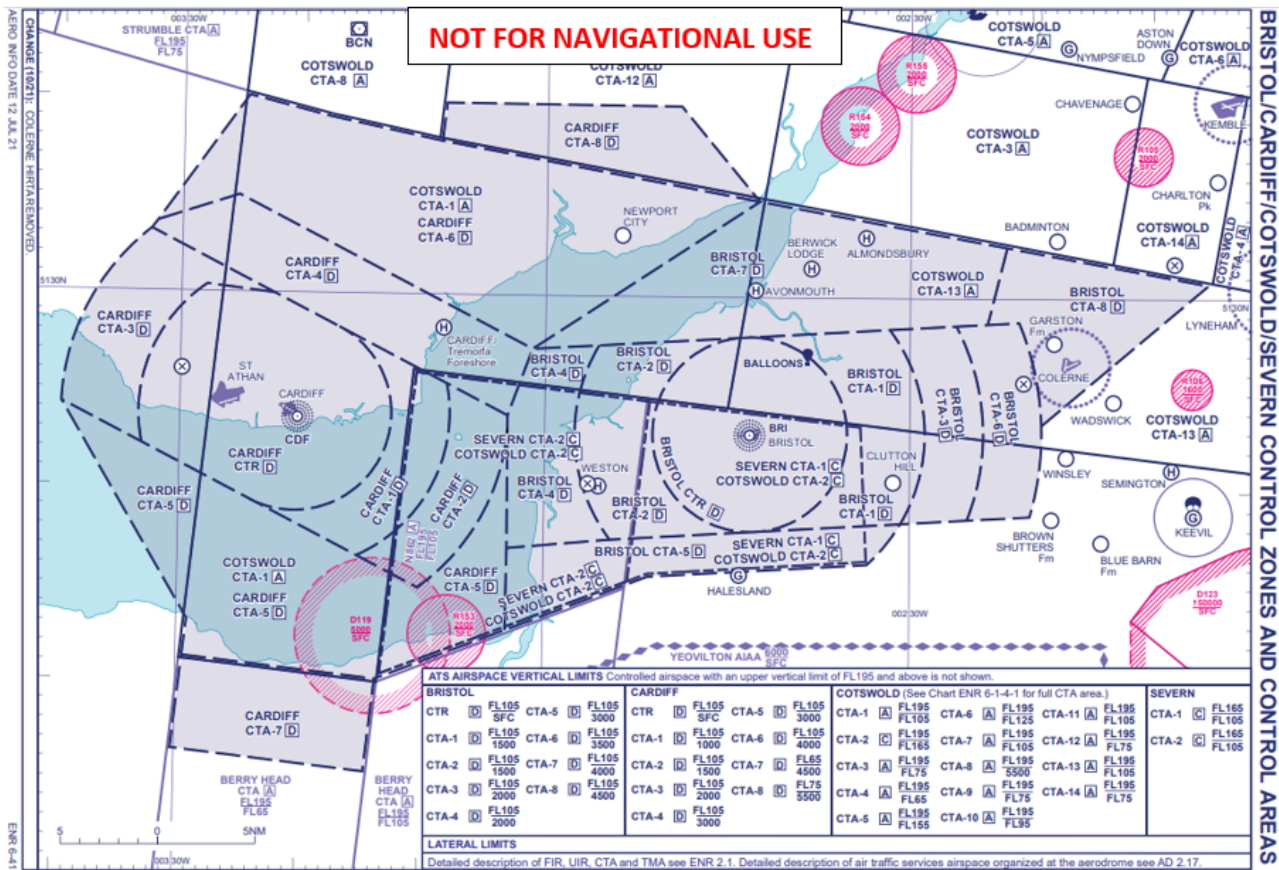 NOT FOR NAVIGATIONAL USE
BRISTOL/CARDIFF/COTSWOLD/SEVERN CONTROL ZONES AND CONTROL AREAS
CHANGE (10/21): COLERNE HIRTA REMOVED.
AERO INFO DATE 12 JUL 21
ENR 6-41
003 30W
002 30W
STRUMBLE CTA A
FL195
FL75
BCN
COTSWOLD
CTA-8 A
COTSWOLD
CTA-12 A
CARDIFF
CTA-8 D
R155
2000
SFC
R154
2000
SFC
COTSWOLD
CTA-5 A
NYMPSFIELD
ASTON
DOWN
COTSWOLD
CTA-6 A
CHAVENAGE
KEMBLE
COTSWOLD
CTA-3 A
R105
2000
SFC
CHARLTON
Pk
COTSWOLD
CTA-1 A
CARDIFF
CTA-6 D
NEWPORT
CITY
BADMINTON
COTSWOLD
CTA-14 A
COTSWOLD
CTA-4 A
BERWICK
LODGE
ALMONDSBURY
CARDIFF
CTA-4 D
BRISTOL
CTA-7 D
AVONMOUTH
COTSWOLD
CTA-13 A
BRISTOL
CTA-8 D
5130N
5130N
LYNEHAM
CARDIFF
CTA-3 D
CARDIFF/
Tremorfa
Foreshore
GARSTON
Fm
ST
ATHAN
CARDIFF
CDF
BRISTOL
CTA-4 D
BRISTOL
CTA-2 D
BALLOONS
BRISTOL
CTA-1 D
BRISTOL
CTA-3 D
BRISTOL
CTA-6 D
COLERNE
WADSWICK
R106
1600
SFC
COTSWOLD
CTA-13 A
CARDIFF
CTR D
CARDIFF
CTA-1 D
CARDIFF
CTA-2 D
SEVERN CTA-2 C
COTSWOLD CTA-2 C
BRI
BRISTOL
WESTON
BRISTOL
CTA-4 D
BRISTOL
CTA-2 D
BRISTOL CTR D
SEVERN CTA-1 C
COTSWOLD CTA-2 C
CLUTTON
HILL
BRISTOL
CTA-1 D
WINSLEY
SEMINGTON
KEEVIL
CARDIFF
CTA-5 D
N862 A
FL195
FL105
BRISTOL CTA-5 D
SEVERN CTA-1 C
COTSWOLD CTA-2 C
BROWN
SHUTTERS
Fm
BLUE BARN
Fm
COTSWOLD
CTA-1 A
CARDIFF
CTA-5 D
CARDIFF
CTA-5 D
SEVERN CTA-2 C
COTSWOLD CTA-2 C
HALESLAND
D119
5000
SFC
R153
2000
SFC
002 30W
D123
†50000
SFC
YEOVILTON AIAA 6000
SFC
CARDIFF
CTA-7 D
BERRY HEAD
CTA A
FL195
FL65
BERRY
HEAD
CTA A
FL195
FL105
5 0 5NM
003 30W
ATS AIRSPACE VERTICAL LIMITS Controlled airspace with an upper vertical limit of FL195 and above is not shown.
BRISTOL
CTR D FL105 SFC CTA-5 D FL105 3000
CTA-1 D FL105 1500 CTA-6 D FL105 3500
CTA-2 D FL105 1500 CTA-7 D FL105 4000
CTA-3 D FL105 2000 CTA-8 D FL105 4500
CTA-4 D FL105 2000
CARDIFF
CTR D FL105 SFC CTA-5 D FL105 3000
CTA-1 D FL105 1000 CTA-6 D FL105 4000
CTA-2 D FL105 1500 CTA-7 D FL65 4500
CTA-3 D FL105 2000 CTA-8 D FL75 5500
CTA-4 D FL105 3000
COTSWOLD (See Chart ENR 6-1-4-1 for full CTA area.)
CTA-1 A FL195 FL105 CTA-6 A FL195 FL125 CTA-11 A FL195 FL105
CTA-2 C FL195 FL165 CTA-7 A FL195 FL105 CTA-12 A FL195 FL75
CTA-3 A FL195 FL75 CTA-8 A FL195 5500 CTA-13 A FL195 FL105
CTA-4 A FL195 FL65 CTA-9 A FL195 FL75 CTA-14 A FL195 FL75
CTA-5 A FL195 FL155 CTA-10 A FL195 FL95
SEVERN
CTA-1 C FL165 FL105
CTA-2 C FL165 FL105
LATERAL LIMITS
Detailed description of FIR, UIR, CTA and TMA see ENR 2.1. Detailed description of air traffic services airspace organized at the aerodrome see AD 2.17.